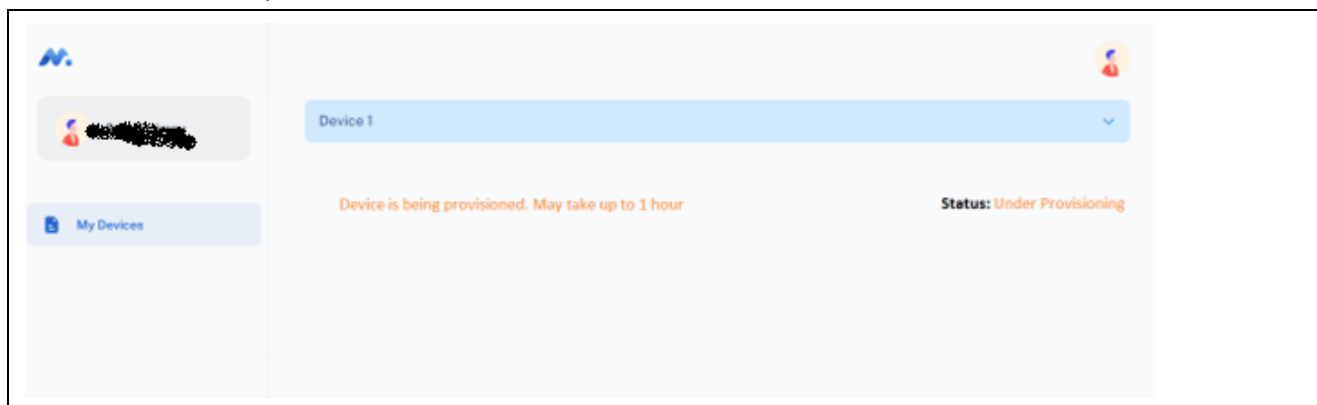 Device 1
Device is being provisioned. May take up to 1 hour
Status: Under Provisioning
My Devices